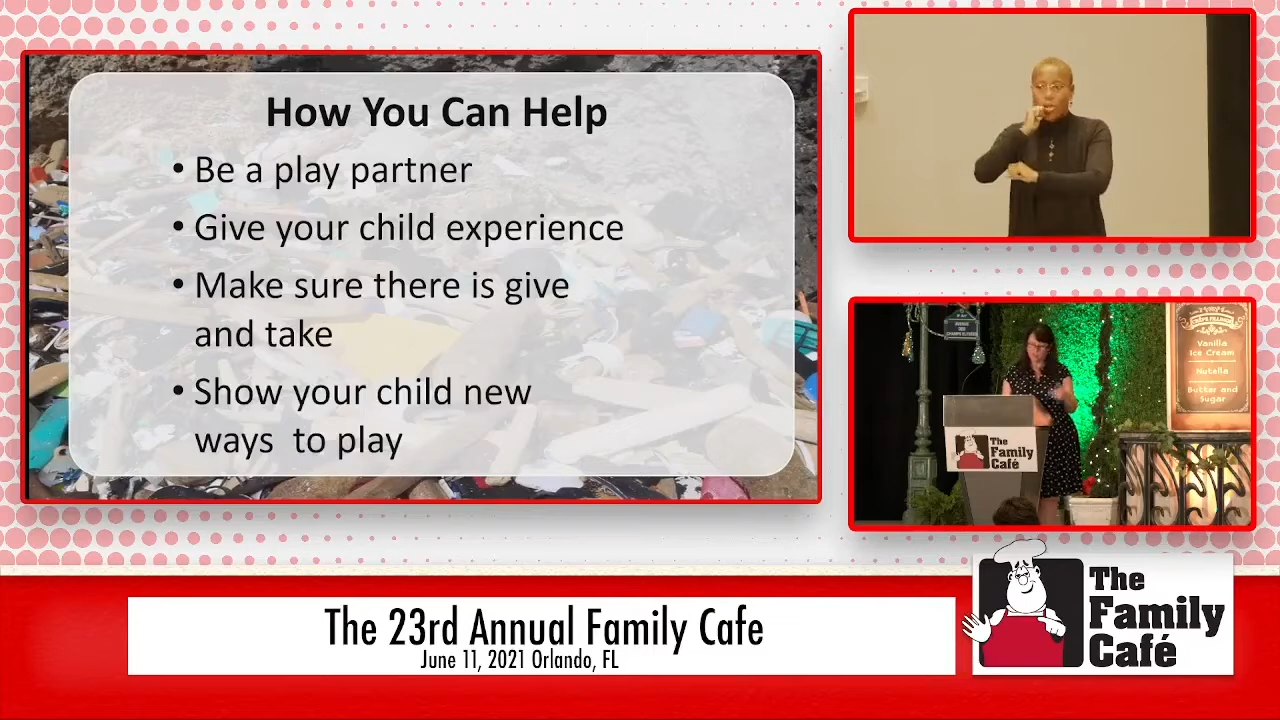 How You Can Help
• Be a play partner
• Give your child experience
• Make sure there is give
and take
• Show your child new
ways to play
Vanilla
Ice Cream
Nutella
Butter and
Sugar
The
Family
Café
The 23rd Annual Family Cafe
June 11, 2021 Orlando, FL
The
Family
Café